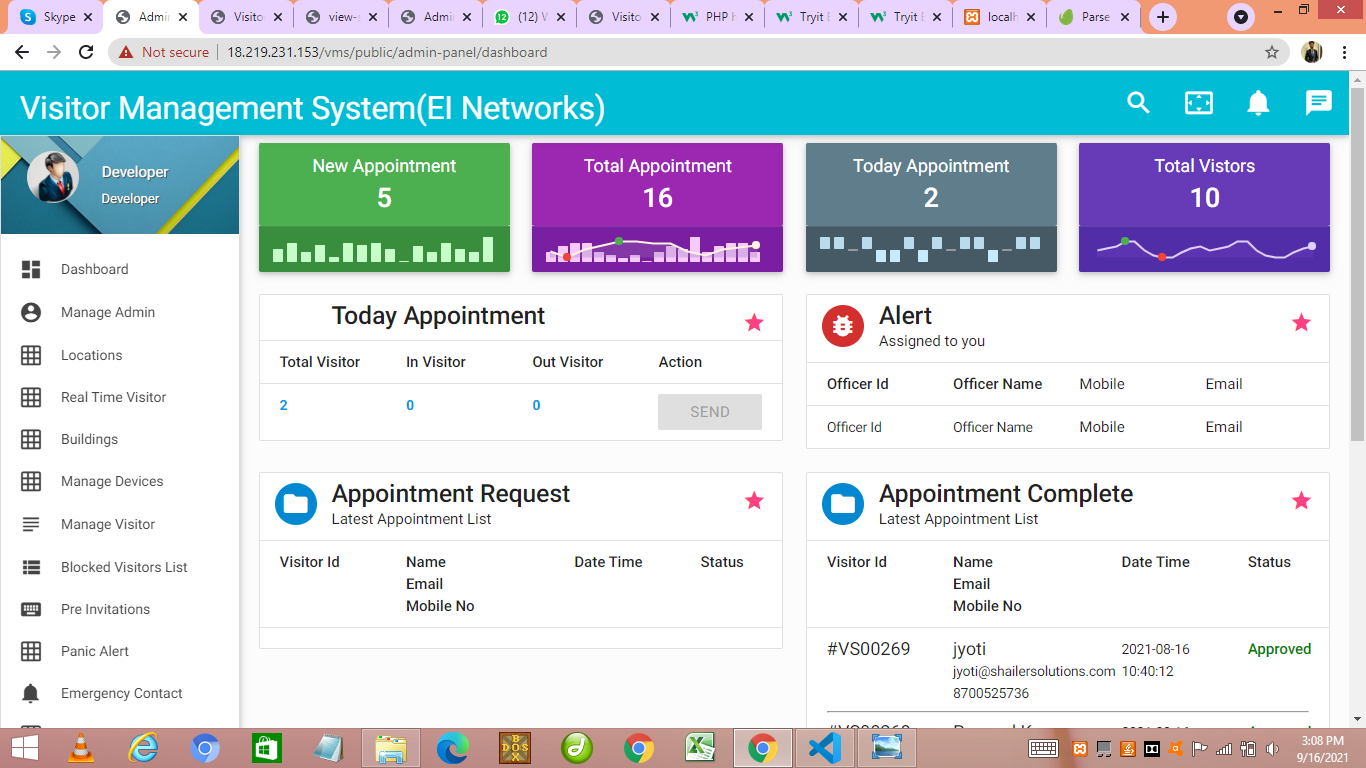 Skype
Admi
Visito
view-
Admi
(12) V
Visito
PHP
Tryit
Tryit
localh
Parse
Not secure
18.219.231.153/vms/public/admin-panel/dashboard
Visitor Management System(EI Networks)
Developer
Developer
Dashboard
Manage Admin
Locations
Real Time Visitor
Buildings
Manage Devices
Manage Visitor
Blocked Visitors List
Pre Invitations
Panic Alert
Emergency Contact
New Appointment
5
Total Appointment
16
Today Appointment
2
Total Vistors
10
Today Appointment
Total Visitor In Visitor Out Visitor Action
2 0 0 SEND
Alert
Assigned to you
Officer Id Officer Name Mobile Email
Officer Id Officer Name Mobile Email
Appointment Request
Latest Appointment List
Visitor Id Name Date Time Status
Email
Mobile No
Appointment Complete
Latest Appointment List
Visitor Id Name Date Time Status
Email
Mobile No
#VS00269 jyoti 2021-08-16 Approved
jyoti@shailersolutions.com 10:40:12
8700525736
3:08 PM
9/16/2021